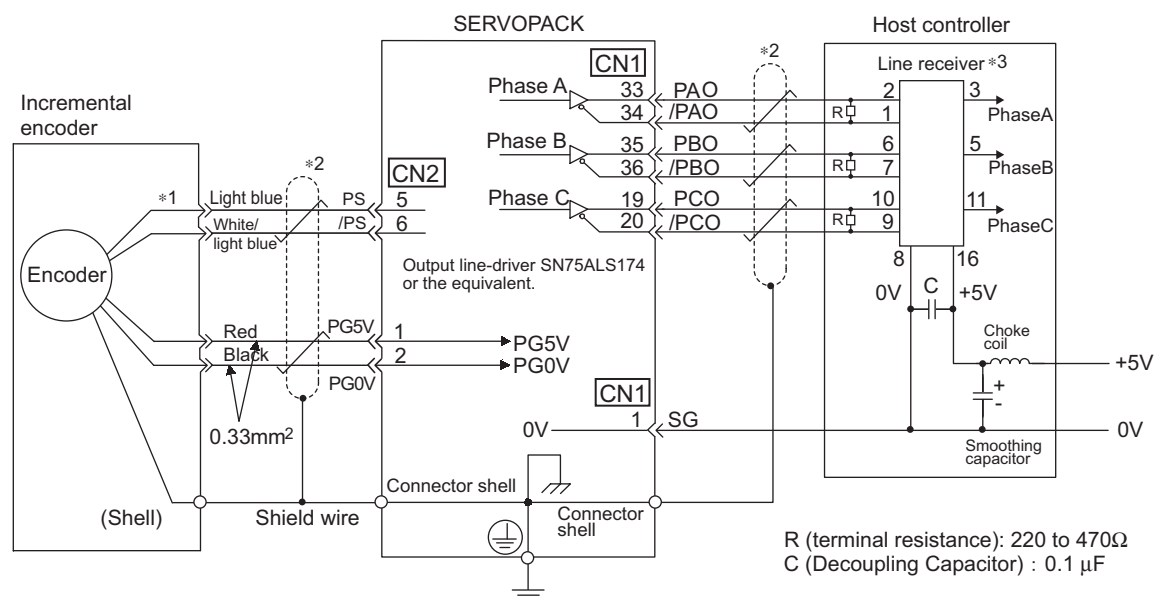 SERVOPACK
Host controller
Incremental
encoder
*1
Light blue
White/
light blue
*2
PS
/PS
CN2
5
6
Encoder
Red
Black
PG5V
PG0V
1
2
0.33mm2
PG5V
PG0V
(Shell)
Shield wire
Connector shell
Connector
shell
CN1
Phase A
33
34
Phase B
35
36
Phase C
19
20
Output line-driver SN75ALS174
or the equivalent.
CN1
0V
1
SG
*2
PAO
/PAO
PBO
/PBO
PCO
/PCO
Line receiver *3
R
2
1
3
PhaseA
R
6
7
5
PhaseB
R
10
9
11
PhaseC
8
16
0V
C
+5V
Choke
coil
+5V
+
-
0V
Smoothing
capacitor
R (terminal resistance): 220 to 470Ω
C (Decoupling Capacitor) : 0.1 μF